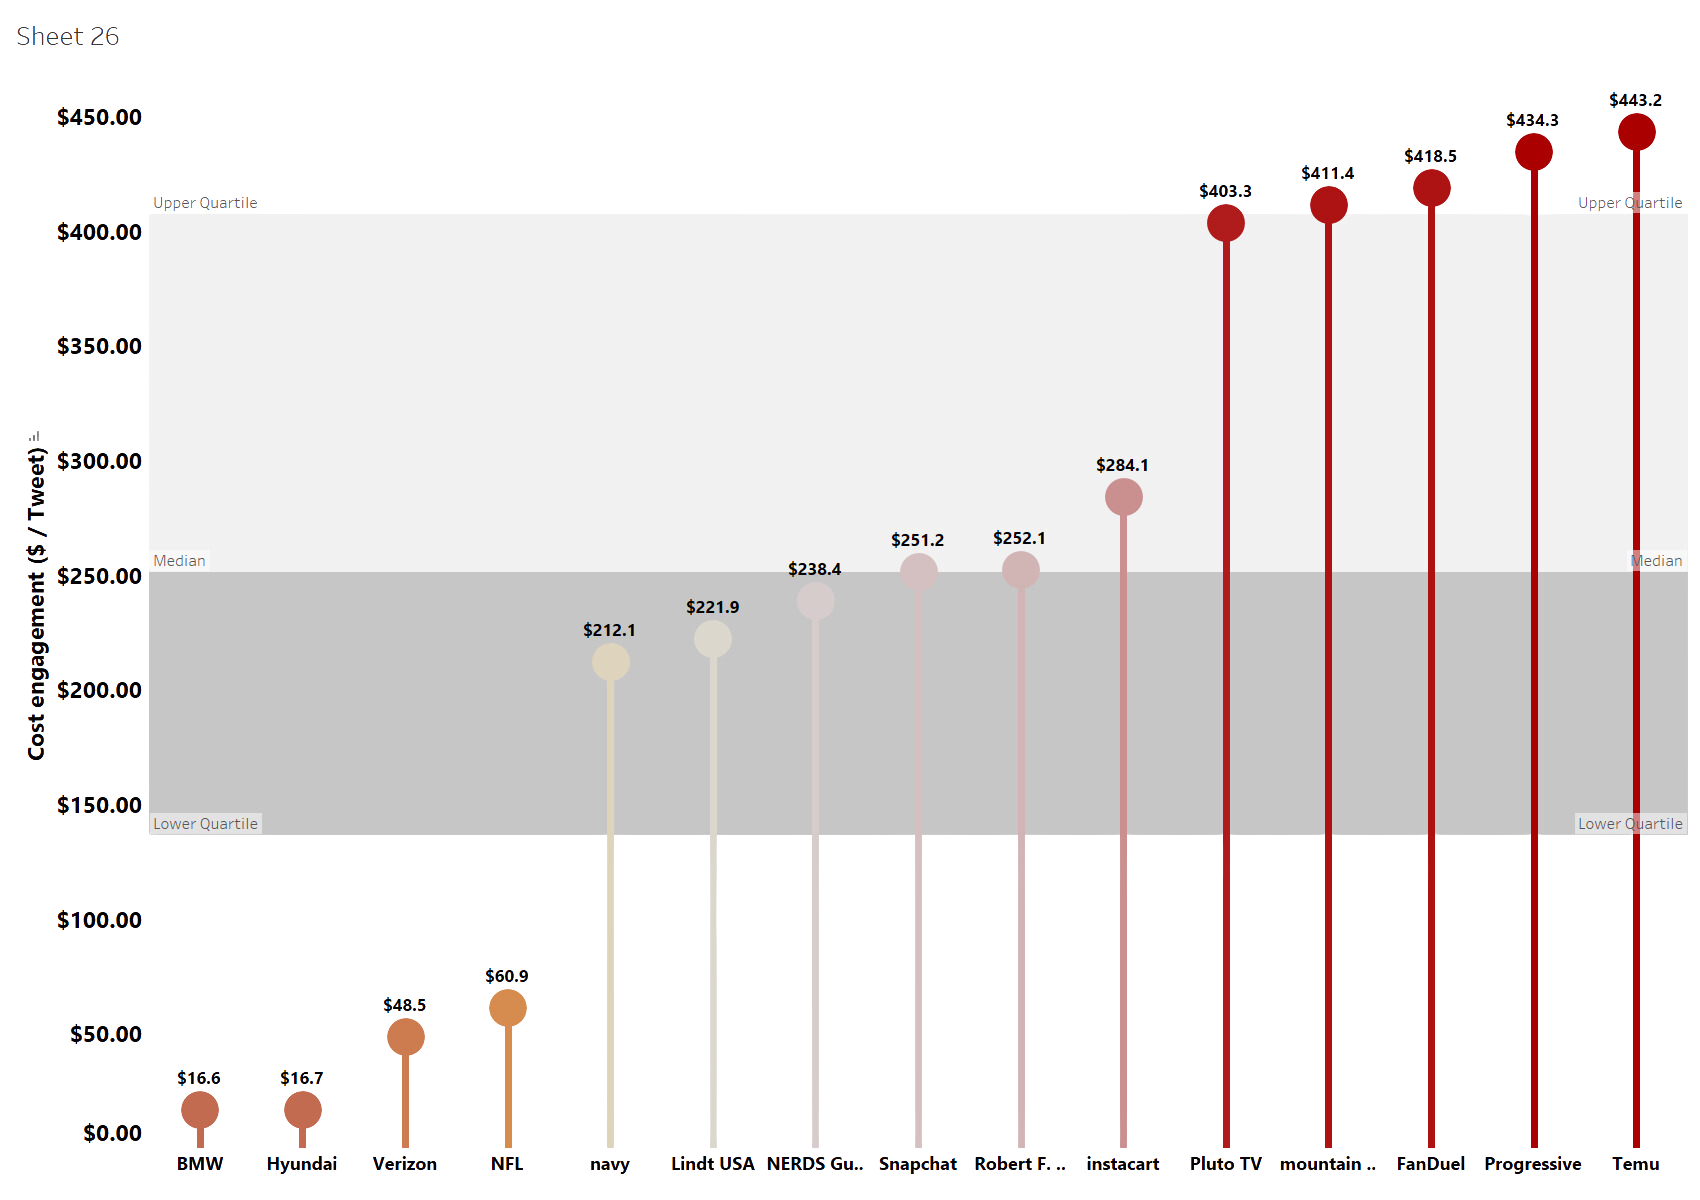 Sheet 26
$450.00
$400.00
$350.00
$300.00
$250.00
$200.00
$150.00
$100.00
$50.00
$0.00
Cost engagement ($ / Tweet)
Upper Quartile
Upper Quartile
Median
Median
Lower Quartile
Lower Quartile
$16.6
$16.7
$48.5
$60.9
$212.1
$221.9
$238.4
$251.2
$252.1
$284.1
$403.3
$411.4
$418.5
$434.3
$443.2
BMW
Hyundai
Verizon
NFL
navy
Lindt USA
NERDS Gu..
Snapchat
Robert F. ..
instacart
Pluto TV
mountain ..
FanDuel
Progressive
Temu